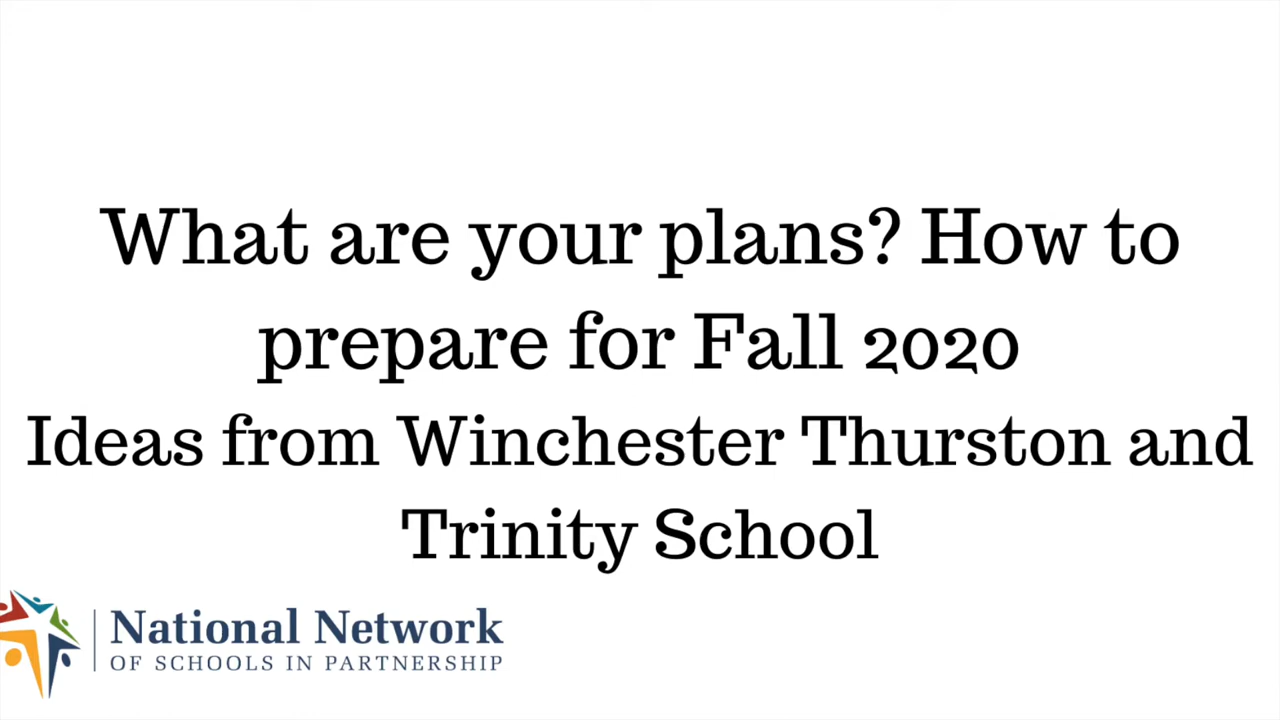 What are your plans? How to
prepare for Fall 2020
Ideas from Winchester Thurston and
Trinity School
National Network
OF SCHOOLS IN PARTNERSHIP